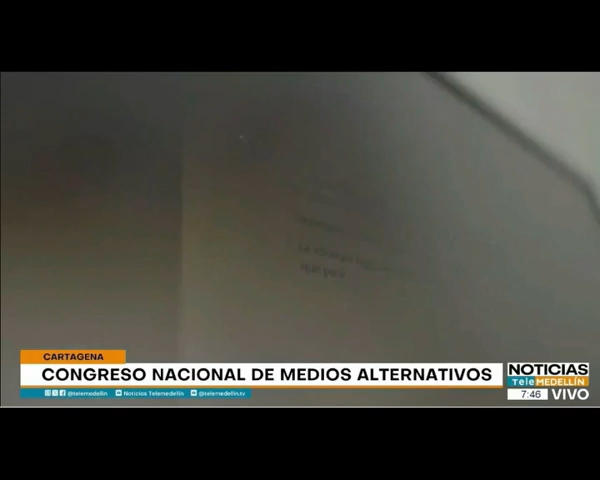 CARTAGENA
CONGRESO NACIONAL DE MEDIOS ALTERNATIVOS
@telemedellin Noticias Telemedellín @telemedellin.tv
NOTICIAS
TeleMEDELLÍN
7:46 VIVO